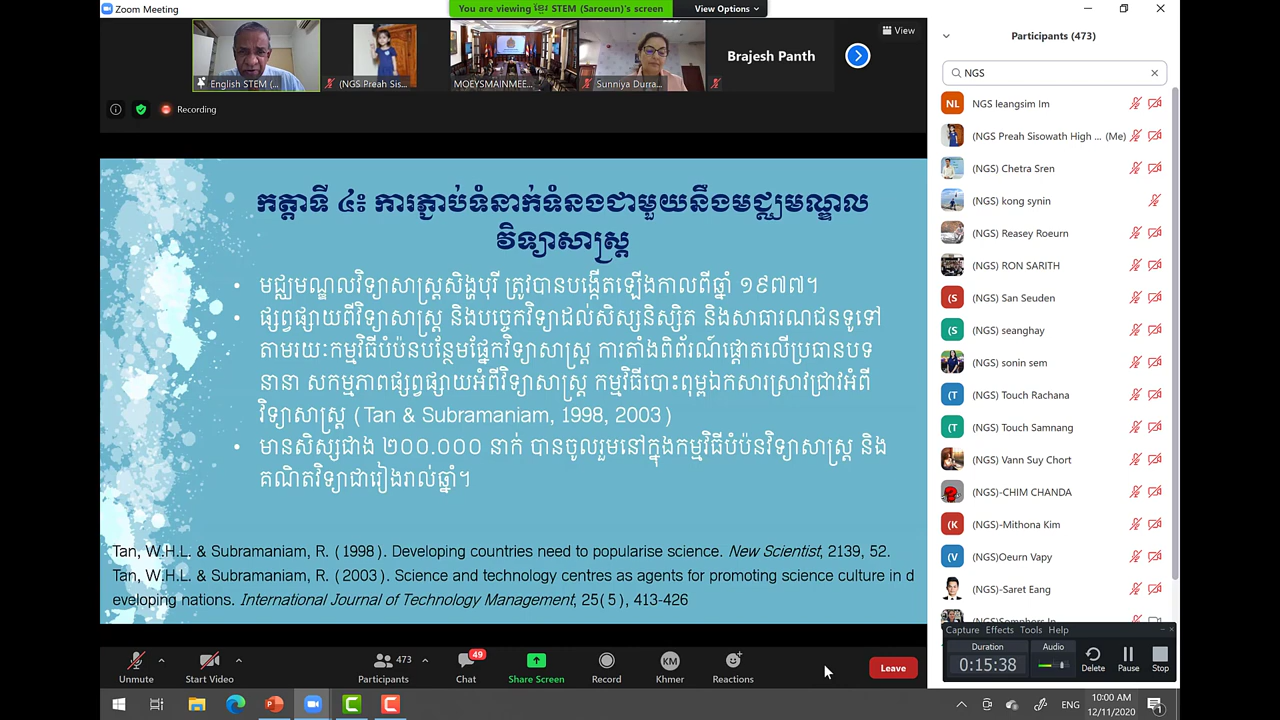 Zoom Meeting
You are viewing ខ្មែរ STEM (Saroeun)'s screen
View Options
English STEM (...
(NGS Preah Sis...
MOEYSMAINMEE...
Sunniya Durra...
Brajesh Panth
View
Recording
Participants (473)
NGS
NL NGS leangsim Im
(NGS Preah Sisowath High ... (Me)
(NGS) Chetra Sren
(NGS) kong synin
(NGS) Reasey Roeurn
(NGS) RON SARITH
(S (NGS) San Seuden
(S (NGS) seanghay
(NGS) sonin sem
(T (NGS) Touch Rachana
(T (NGS) Touch Samnang
(NGS) Vann Suy Chort
(NGS)-CHIM CHANDA
(K (NGS)-Mithona Kim
(V (NGS)Oeurn Vapy
(NGS)-Saret Eang
កត្តាទី ៤៖ ការភ្ជាប់ទំនាក់ទំនងជាមួយនឹងមជ្ឈមណ្ឌល
វិទ្យាសាស្ត្រ
• មជ្ឈមណ្ឌលវិទ្យាសាស្ត្រសិង្ហបុរី ត្រូវបានបង្កើតឡើងកាលពីឆ្នាំ ១៩៧៧។
• ផ្សព្វផ្សាយពីវិទ្យាសាស្ត្រ និងបច្ចេកវិទ្យាដល់សិស្សនិស្សិត និងសាធារណជនទូទៅ
តាមរយៈកម្មវិធីបំប៉នបន្ថែមផ្នែកវិទ្យាសាស្ត្រ ការតាំងពិព័រណ៍ផ្តោតលើប្រធានបទ
នានា សកម្មភាពផ្សព្វផ្សាយអំពីវិទ្យាសាស្ត្រ កម្មវិធីបោះពុម្ពឯកសារស្រាវជ្រាវអំពី
វិទ្យាសាស្ត្រ (Tan & Subramaniam, 1998, 2003)
• មានសិស្សជាង ២០០.០០០ នាក់ បានចូលរួមនៅក្នុងកម្មវិធីបំប៉នវិទ្យាសាស្ត្រ និង
គណិតវិទ្យាជារៀងរាល់ឆ្នាំ។
Tan, W.H.L. & Subramaniam, R. (1998). Developing countries need to popularise science. New Scientist, 2139, 52.
Tan, W.H.L. & Subramaniam, R. (2003). Science and technology centres as agents for promoting science culture in d
eveloping nations. International Journal of Technology Management, 25(5), 413-426
Capture Effects Tools Help
Duration
0:15:38
Audio
Delete
Pause
Stop
Unmute
Start Video
473
Participants
49
Chat
Share Screen
Record
KM
Khmer
Reactions
Leave
ENG
10:00 AM
12/11/2020
1